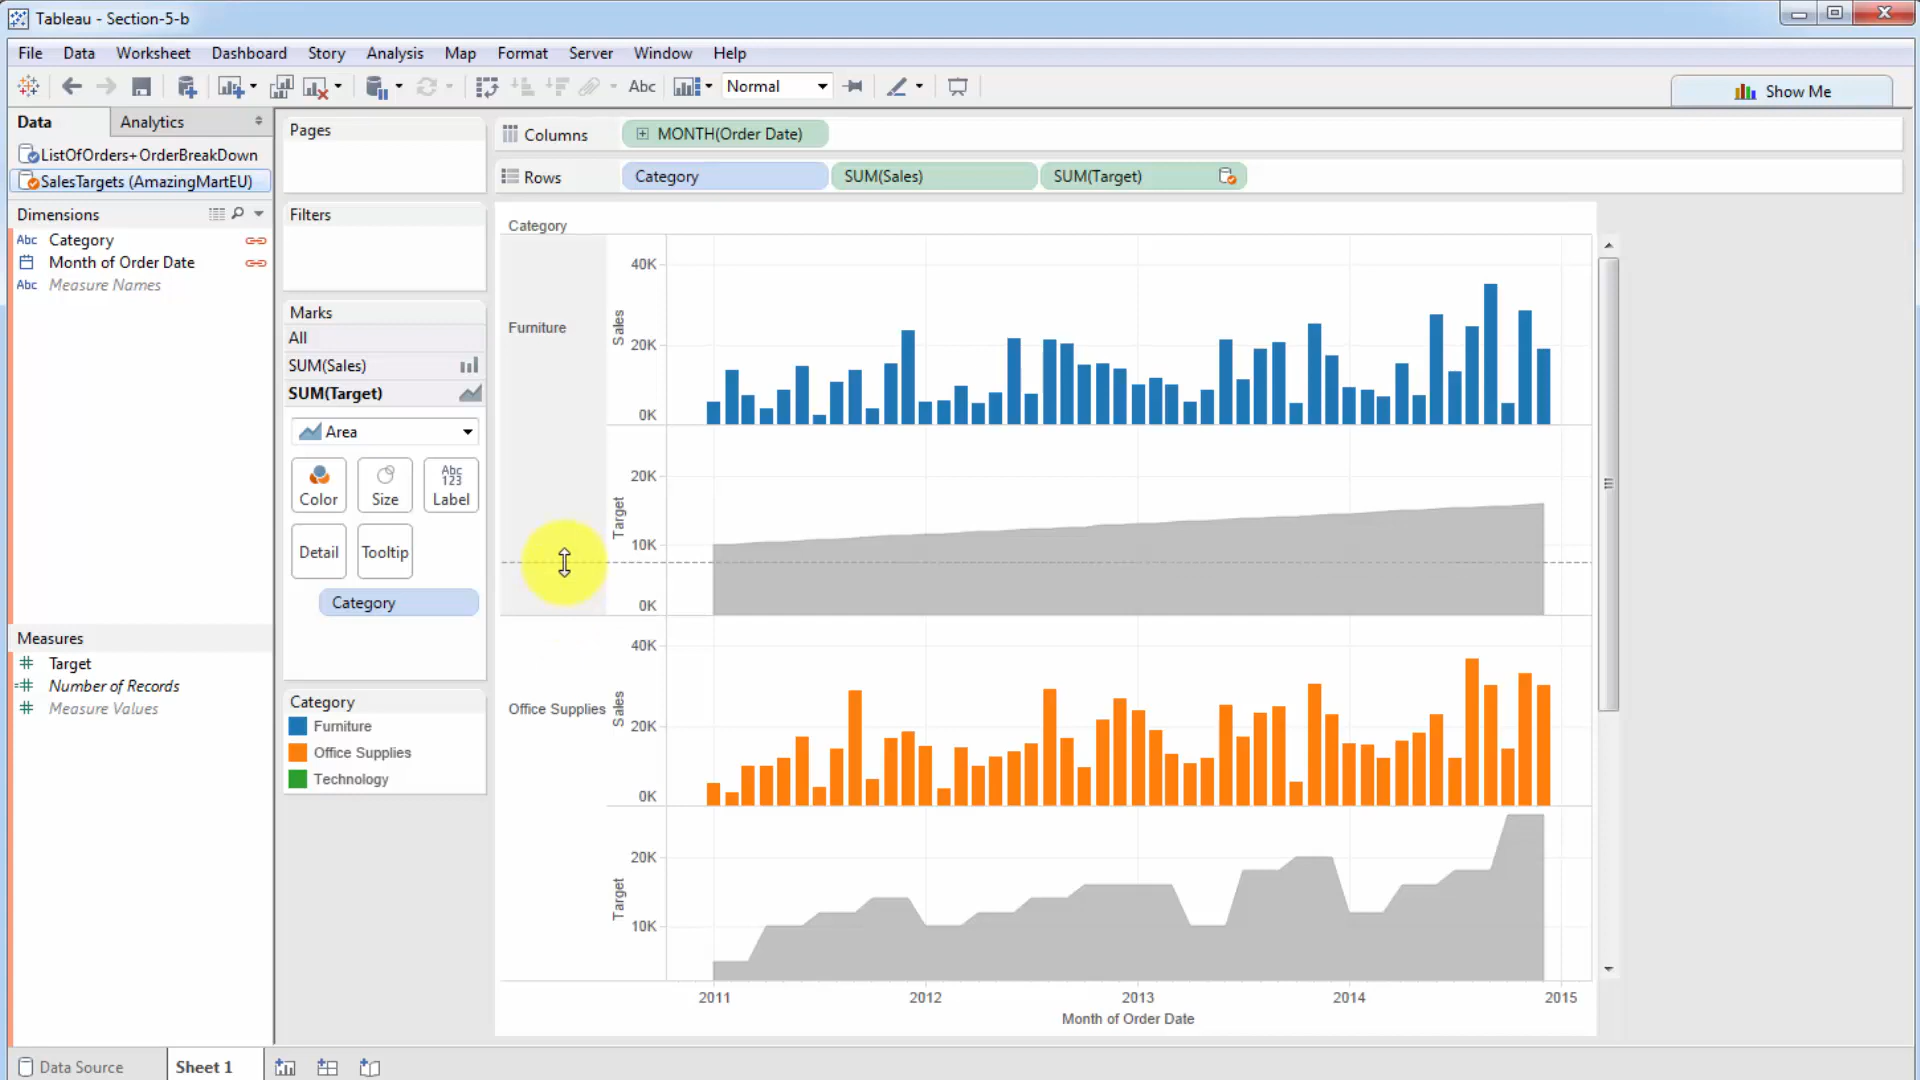 Tableau - Section-5-b
File Data Worksheet Dashboard Story Analysis Map Format Server Window Help
Abc Normal Show Me
Data Analytics
ListOfOrders+OrderBreakDown
SalesTargets (AmazingMartEU)
Dimensions
Abc Category
Month of Order Date
Abc Measure Names
Measures
Target
Number of Records
Measure Values
Pages
Filters
Marks
All
SUM(Sales)
SUM(Target)
Area
Color Size Abc 123 Label
Detail Tooltip
Category
Category
Furniture
Office Supplies
Technology
Columns MONTH(Order Date)
Rows Category SUM(Sales) SUM(Target)
Category
Furniture
Sales
40K
20K
0K
Target
20K
10K
0K
Office Supplies
Sales
40K
20K
0K
Target
20K
10K
2011 2012 2013 2014 2015
Month of Order Date
Data Source Sheet 1